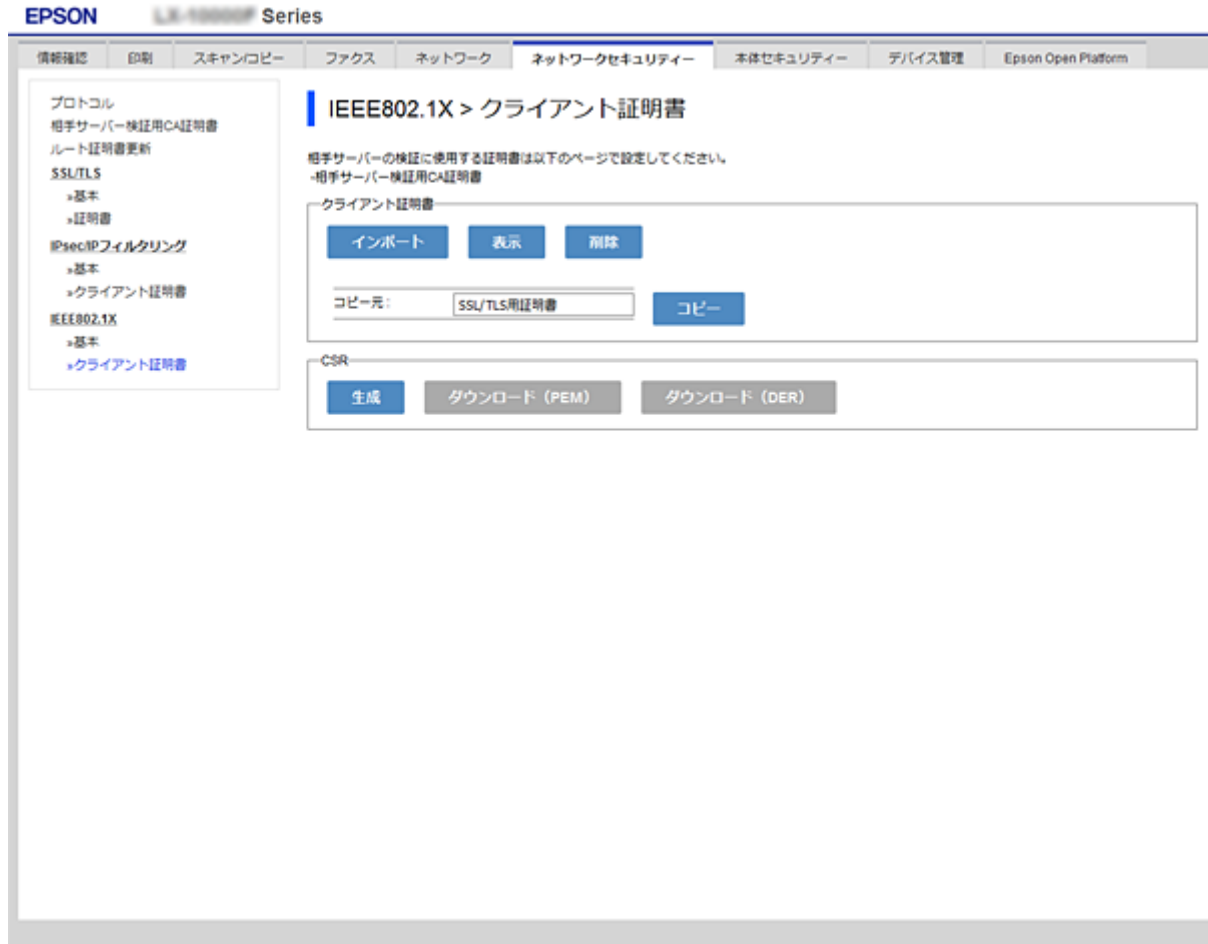 EPSON Series
情報確認 印刷 スキャン/コピー ファクス ネットワーク ネットワークセキュリティー 本体セキュリティー デバイス管理 Epson Open Platform
プロトコル
相手サーバー検証用CA証明書
ルート証明書更新
SSL/TLS
»基本
»証明書
IPsec/IPフィルタリング
»基本
»クライアント証明書
IEEE802.1X
»基本
»クライアント証明書
IEEE802.1X > クライアント証明書
相手サーバーの検証に使用する証明書は以下のページで設定してください。
-相手サーバー検証用CA証明書
クライアント証明書
インポート 表示 削除
コピー元 : SSL/TLS用証明書 コピー
CSR
生成 ダウンロード（PEM） ダウンロード（DER）